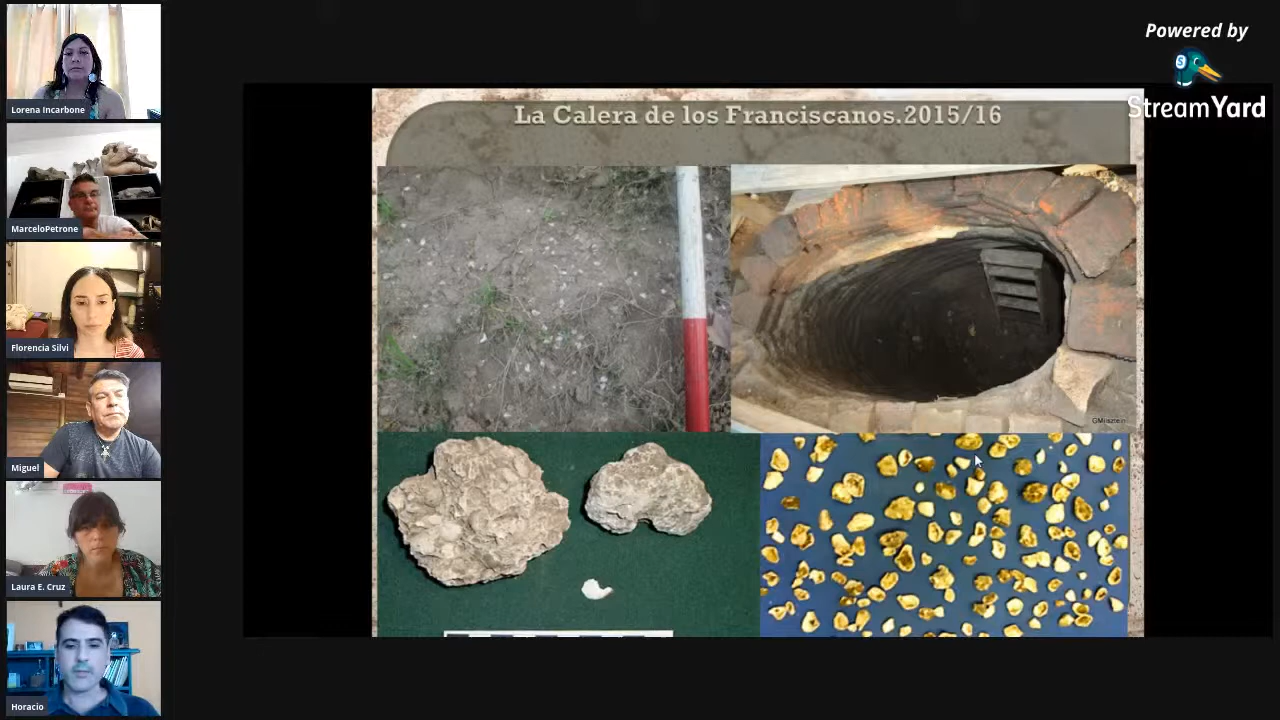 Lorena Incarbone
MarceloPetrone
Florencia Silvi
Miguel
Laura E. Cruz
Horacio
La Calera de los Franciscanos.2015/16
GMilsztein
Powered by
StreamYard